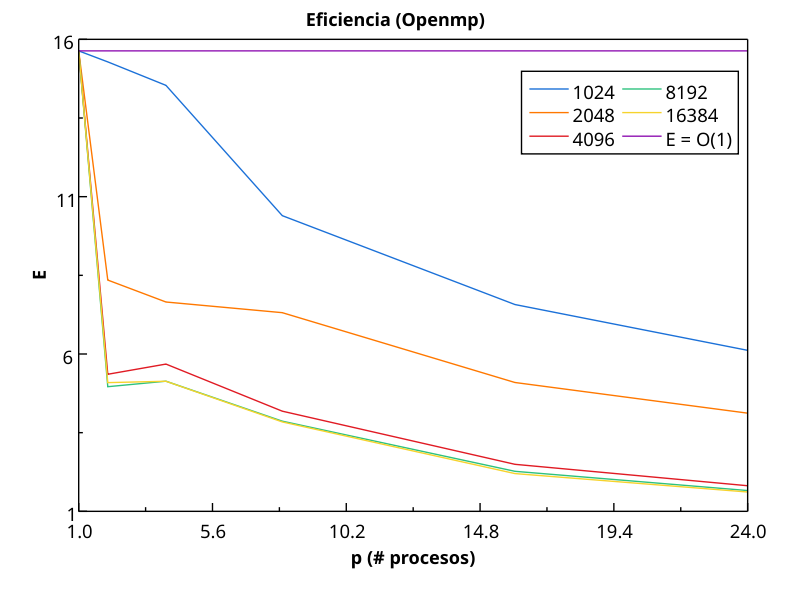 Eficiencia (Openmp)
16
1024 8192
2048 16384
4096 E = O(1)
11
E
6
1
1.0 5.6 10.2 14.8 19.4 24.0
p (# procesos)